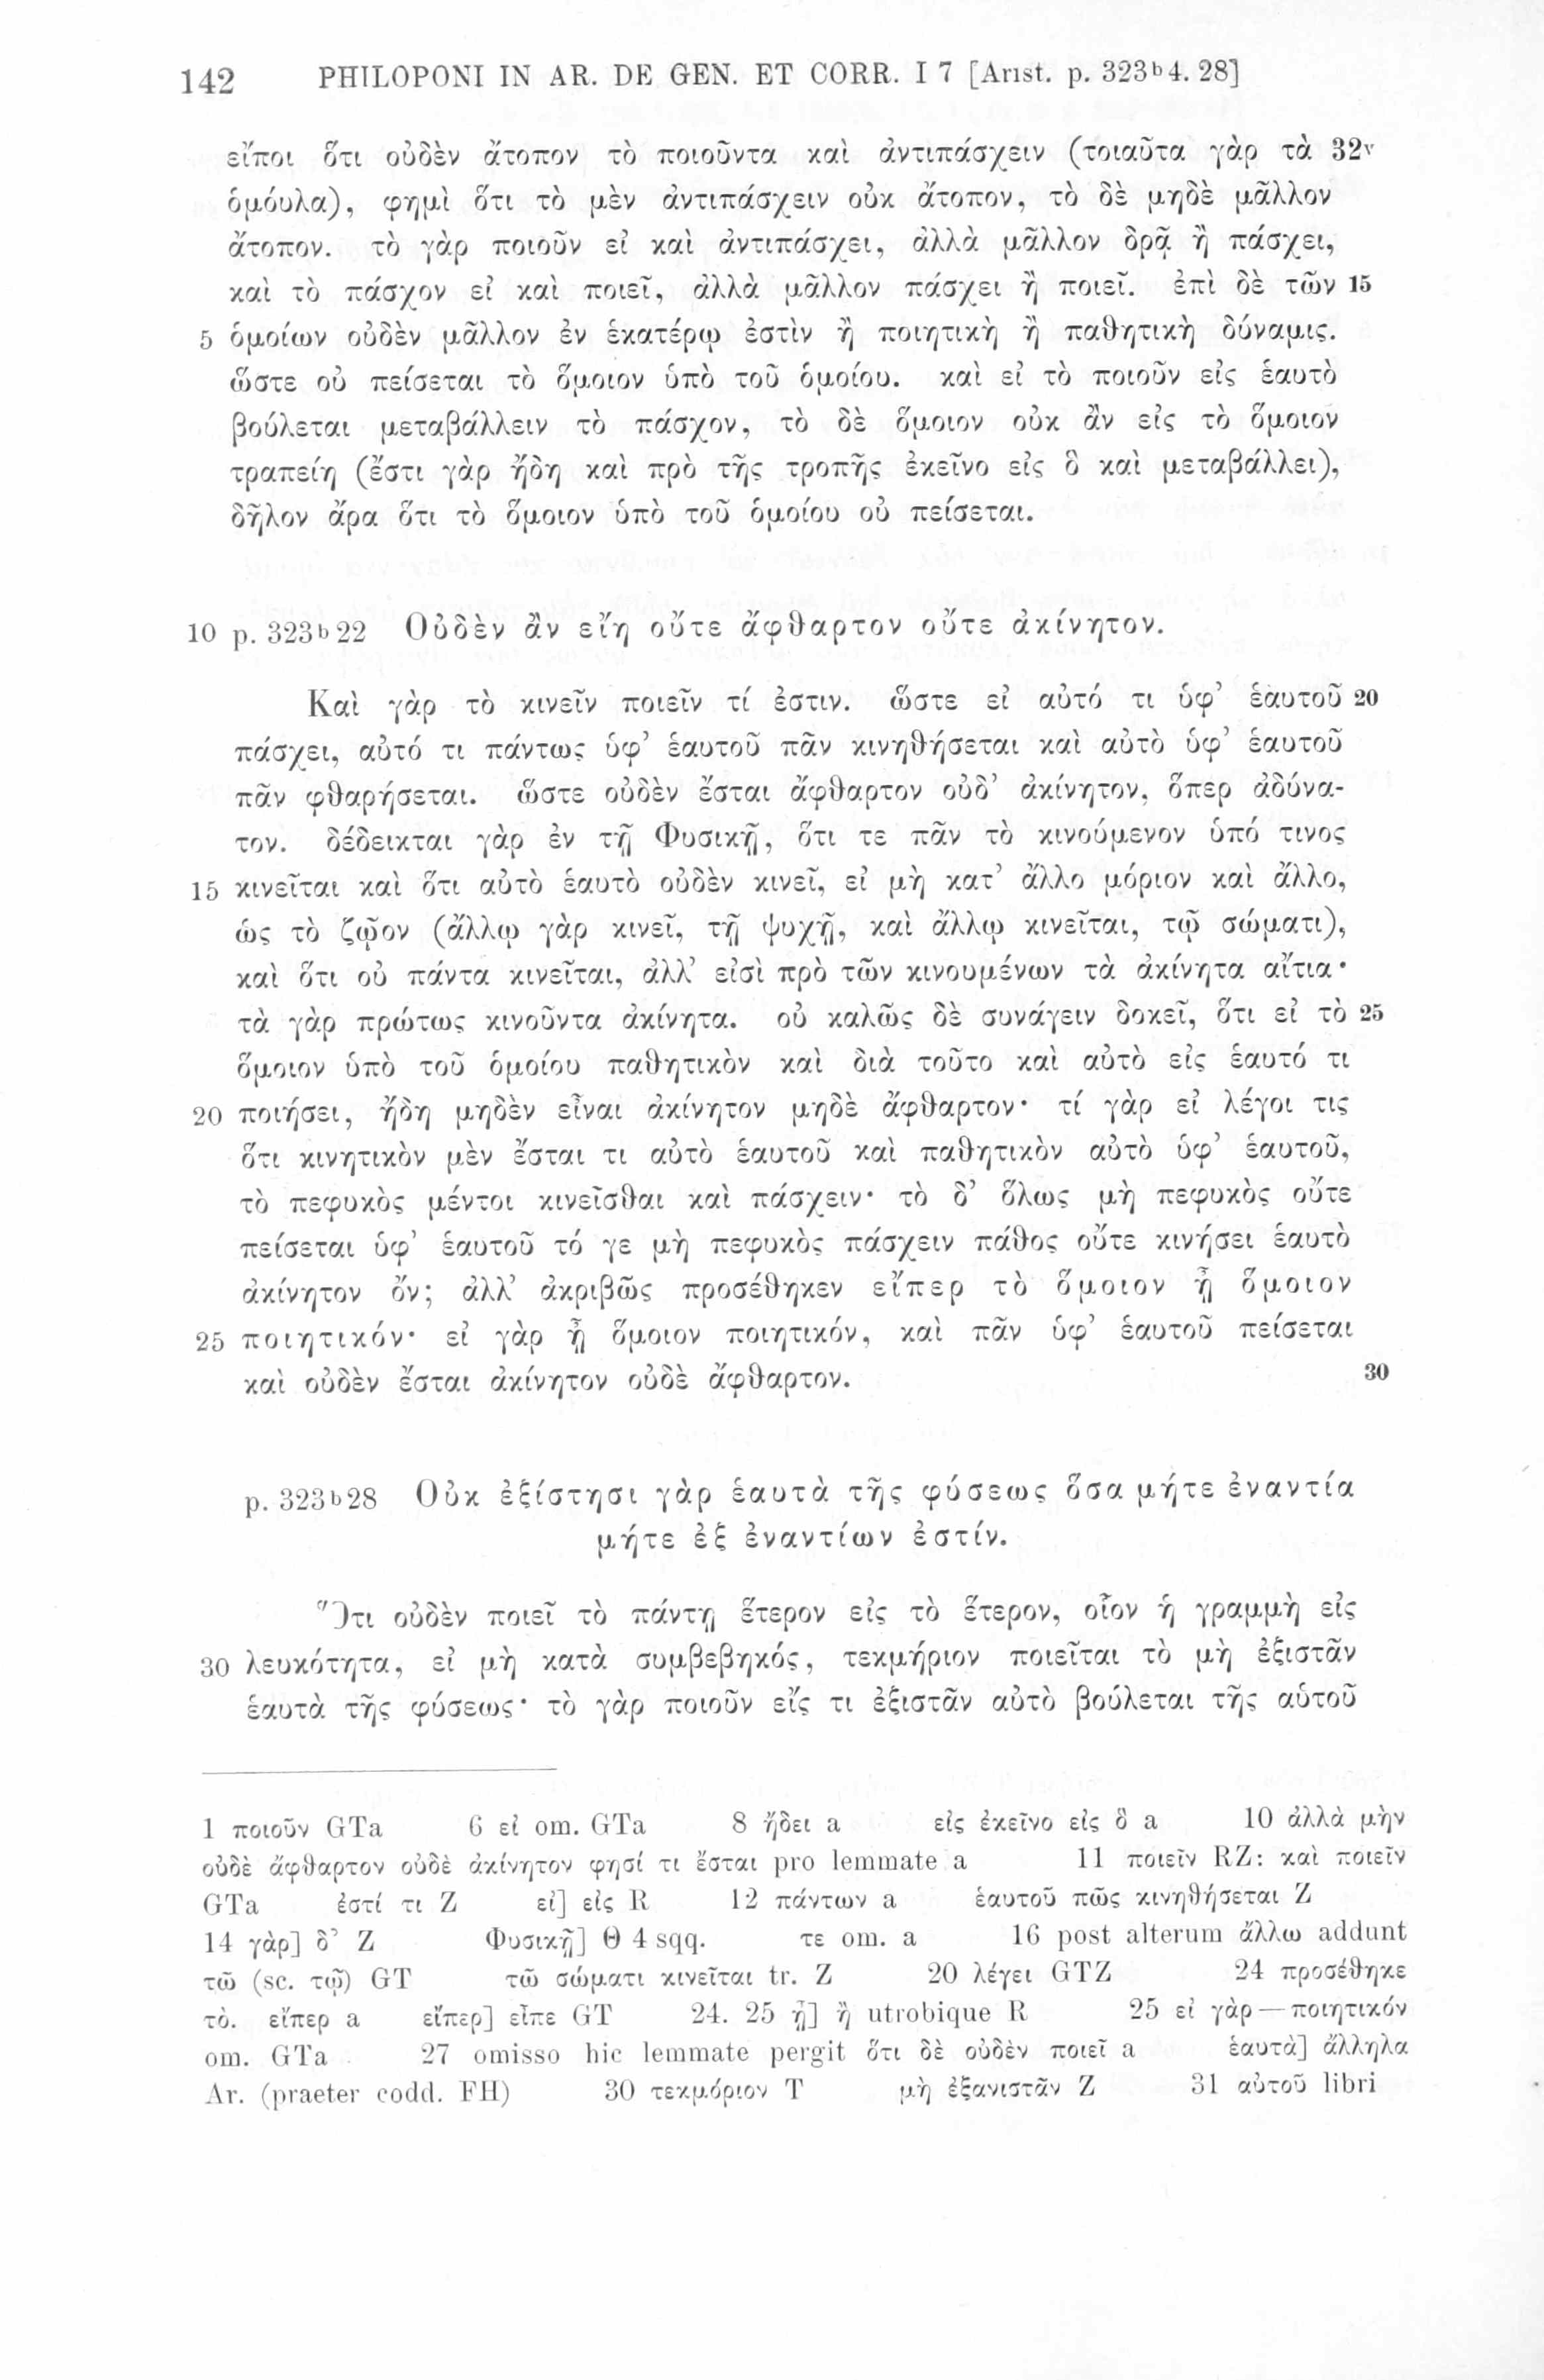 142 PHILOPONI IN AR. DE GEN. ET CORR. I 7 [Arist. p. 323ᵇ4. 28]
εἴποι ὅτι οὐδὲν ἄτοπον τὸ ποιοῦντα καὶ ἀντιπάσχειν (τοιαῦτα γὰρ τὰ 32ᵛ
ὁμόυλα), φημὶ ὅτι τὸ μὲν ἀντιπάσχειν οὐκ ἄτοπον, τὸ δὲ μηδὲ μᾶλλον
ἄτοπον. τὸ γὰρ ποιοῦν εἰ καὶ ἀντιπάσχει, ἀλλὰ μᾶλλον δρᾷ ἢ πάσχει,
καὶ τὸ πάσχον εἰ καὶ ποιεῖ, ἀλλὰ μᾶλλον πάσχει ἢ ποιεῖ. ἐπὶ δὲ τῶν 15
5 ὁμοίων οὐδὲν μᾶλλον ἐν ἑκατέρῳ ἐστὶν ἢ ποιητικὴ ἢ παθητικὴ δύναμις.
ὥστε οὐ πείσεται τὸ ὅμοιον ὑπὸ τοῦ ὁμοίου. καὶ εἰ τὸ ποιοῦν εἰς ἑαυτὸ
βούλεται μεταβάλλειν τὸ πάσχον, τὸ δὲ ὅμοιον οὐκ ἂν εἰς τὸ ὅμοιον
τραπείη (ἔστι γὰρ ἤδη καὶ πρὸ τῆς τροπῆς ἐκεῖνο εἰς ὃ καὶ μεταβάλλει),
δῆλον ἄρα ὅτι τὸ ὅμοιον ὑπὸ τοῦ ὁμοίου οὐ πείσεται.
10 p. 323ᵇ22 Οὐδὲν ἂν εἴη οὔτε ἄφθαρτον οὔτε ἀκίνητον.
Καὶ γὰρ τὸ κινεῖν ποιεῖν τί ἐστιν. ὥστε εἰ αὐτό τι ὑφ' ἑαυτοῦ 20
πάσχει, αὐτό τι πάντως ὑφ' ἑαυτοῦ πᾶν κινηθήσεται καὶ αὐτὸ ὑφ' ἑαυτοῦ
πᾶν φθαρήσεται. ὥστε οὐδὲν ἔσται ἄφθαρτον οὐδ' ἀκίνητον, ὅπερ ἀδύνα-
τον. δέδεικται γὰρ ἐν τῇ Φυσικῇ, ὅτι τε πᾶν τὸ κινούμενον ὑπό τινος
15 κινεῖται καὶ ὅτι αὐτὸ ἑαυτὸ οὐδὲν κινεῖ, εἰ μὴ κατ' ἄλλο μόριον καὶ ἄλλο,
ὡς τὸ ζῷον (ἄλλῳ γὰρ κινεῖ, τῇ ψυχῇ, καὶ ἄλλῳ κινεῖται, τῷ σώματι),
καὶ ὅτι οὐ πάντα κινεῖται, ἀλλ' εἰσὶ πρὸ τῶν κινουμένων τὰ ἀκίνητα αἴτια·
τὰ γὰρ πρώτως κινοῦντα ἀκίνητα. οὐ καλῶς δὲ συνάγειν δοκεῖ, ὅτι εἰ τὸ 25
ὅμοιον ὑπὸ τοῦ ὁμοίου παθητικὸν καὶ διὰ τοῦτο καὶ αὐτὸ εἰς ἑαυτό τι
20 ποιήσει, ἤδη μηδὲν εἶναι ἀκίνητον μηδὲ ἄφθαρτον· τί γὰρ εἰ λέγοι τις
ὅτι κινητικὸν μὲν ἔσται τι αὐτὸ ἑαυτοῦ καὶ παθητικὸν αὐτὸ ὑφ' ἑαυτοῦ,
τὸ πεφυκὸς μέντοι κινεῖσθαι καὶ πάσχειν· τὸ δ' ὅλως μὴ πεφυκὸς οὔτε
πείσεται ὑφ' ἑαυτοῦ τό γε μὴ πεφυκὸς πάσχειν πάθος οὔτε κινήσει ἑαυτὸ
ἀκίνητον ὄν; ἀλλ' ἀκριβῶς προσέθηκεν εἴπερ τὸ ὅμοιον ᾗ ὅμοιον
25 ποιητικόν· εἰ γὰρ ᾗ ὅμοιον ποιητικόν, καὶ πᾶν ὑφ' ἑαυτοῦ πείσεται
καὶ οὐδὲν ἔσται ἀκίνητον οὐδὲ ἄφθαρτον. 30
p. 323ᵇ28 Οὐκ ἐξίστησι γὰρ ἑαυτὰ τῆς φύσεως ὅσα μήτε ἐναντία
μήτε ἐξ ἐναντίων ἐστίν.
Ὅτι οὐδὲν ποιεῖ τὸ πάντῃ ἕτερον εἰς τὸ ἕτερον, οἷον ἡ γραμμὴ εἰς
30 λευκότητα, εἰ μὴ κατὰ συμβεβηκός, τεκμήριον ποιεῖται τὸ μὴ ἐξιστᾶν
ἑαυτὰ τῆς φύσεως· τὸ γὰρ ποιοῦν εἴς τι ἐξιστᾶν αὐτὸ βούλεται τῆς αὑτοῦ
1 ποιοῦν GTa 6 εἰ om. GTa 8 ἤδει a εἰς ἐκεῖνο εἰς ὃ a 10 ἀλλὰ μὴν
οὐδὲ ἄφθαρτον οὐδὲ ἀκίνητον φησί τι ἔσται pro lemmate a 11 ποιεῖν RZ: καὶ ποιεῖν
GTa ἐστί τι Z εἰ] εἰς R 12 πάντων a ἑαυτοῦ πῶς κινηθήσεται Z
14 γὰρ] δ' Z Φυσικῇ] Θ 4 sqq. τε om. a 16 post alterum ἄλλω addunt
τῶ (sc. τῷ) GT τῶ σώματι κινεῖται tr. Z 20 λέγει GTZ 24 προσέθηκε
τὸ. εἴπερ a εἴπερ] εἶπε GT 24. 25 ᾗ] ἢ utrobique R 25 εἰ γὰρ — ποιητικόν
om. GTa 27 omisso hic lemmate pergit ὅτι δὲ οὐδὲν ποιεῖ a ἑαυτὰ] ἄλληλα
Ar. (praeter codd. FH) 30 τεκμόριον T μὴ ἐξανιστᾶν Z 31 αὐτοῦ libri